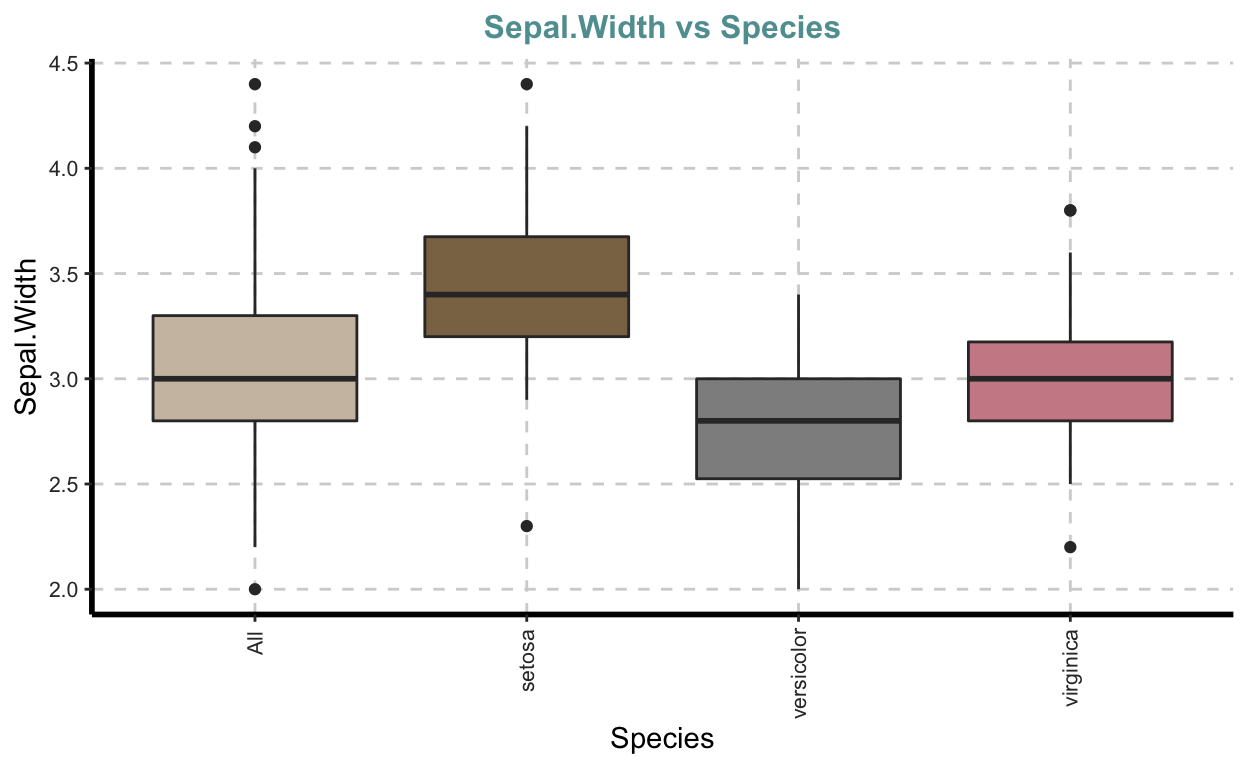 Sepal.Width vs Species
Sepal.Width
4.5
4.0
3.5
3.0
2.5
2.0
All
setosa
versicolor
virginica
Species